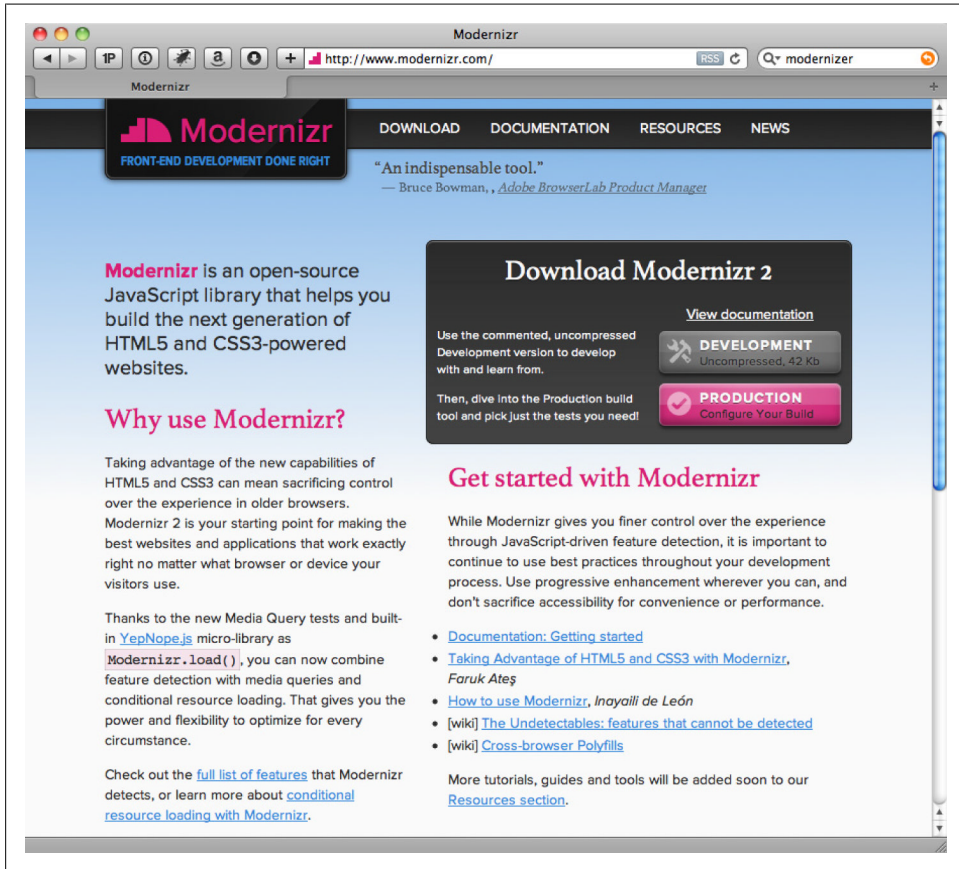 Modernizr
1P
a
+
http://www.modernizr.com/
RSS
modernizer
Modernizr
+
Modernizr
FRONT-END DEVELOPMENT DONE RIGHT
DOWNLOAD DOCUMENTATION RESOURCES NEWS
“An indispensable tool.”
— Bruce Bowman, , Adobe BrowserLab Product Manager
Modernizr is an open-source
JavaScript library that helps you
build the next generation of
HTML5 and CSS3-powered
websites.
Download Modernizr 2
View documentation
Use the commented, uncompressed
Development version to develop
with and learn from.
Then, dive into the Production build
tool and pick just the tests you need!
DEVELOPMENT
Uncompressed, 42 Kb
PRODUCTION
Configure Your Build
Why use Modernizr?
Taking advantage of the new capabilities of
HTML5 and CSS3 can mean sacrificing control
over the experience in older browsers.
Modernizr 2 is your starting point for making the
best websites and applications that work exactly
right no matter what browser or device your
visitors use.
Thanks to the new Media Query tests and built-
in YepNope.js micro-library as
Modernizr.load(), you can now combine
feature detection with media queries and
conditional resource loading. That gives you the
power and flexibility to optimize for every
circumstance.
Check out the full list of features that Modernizr
detects, or learn more about conditional
resource loading with Modernizr.
Get started with Modernizr
While Modernizr gives you finer control over the experience
through JavaScript-driven feature detection, it is important to
continue to use best practices throughout your development
process. Use progressive enhancement wherever you can, and
don't sacrifice accessibility for convenience or performance.
• Documentation: Getting started
• Taking Advantage of HTML5 and CSS3 with Modernizr,
Faruk Ateş
• How to use Modernizr, Inayaili de León
• [wiki] The Undetectables: features that cannot be detected
• [wiki] Cross-browser Polyfills
More tutorials, guides and tools will be added soon to our
Resources section.